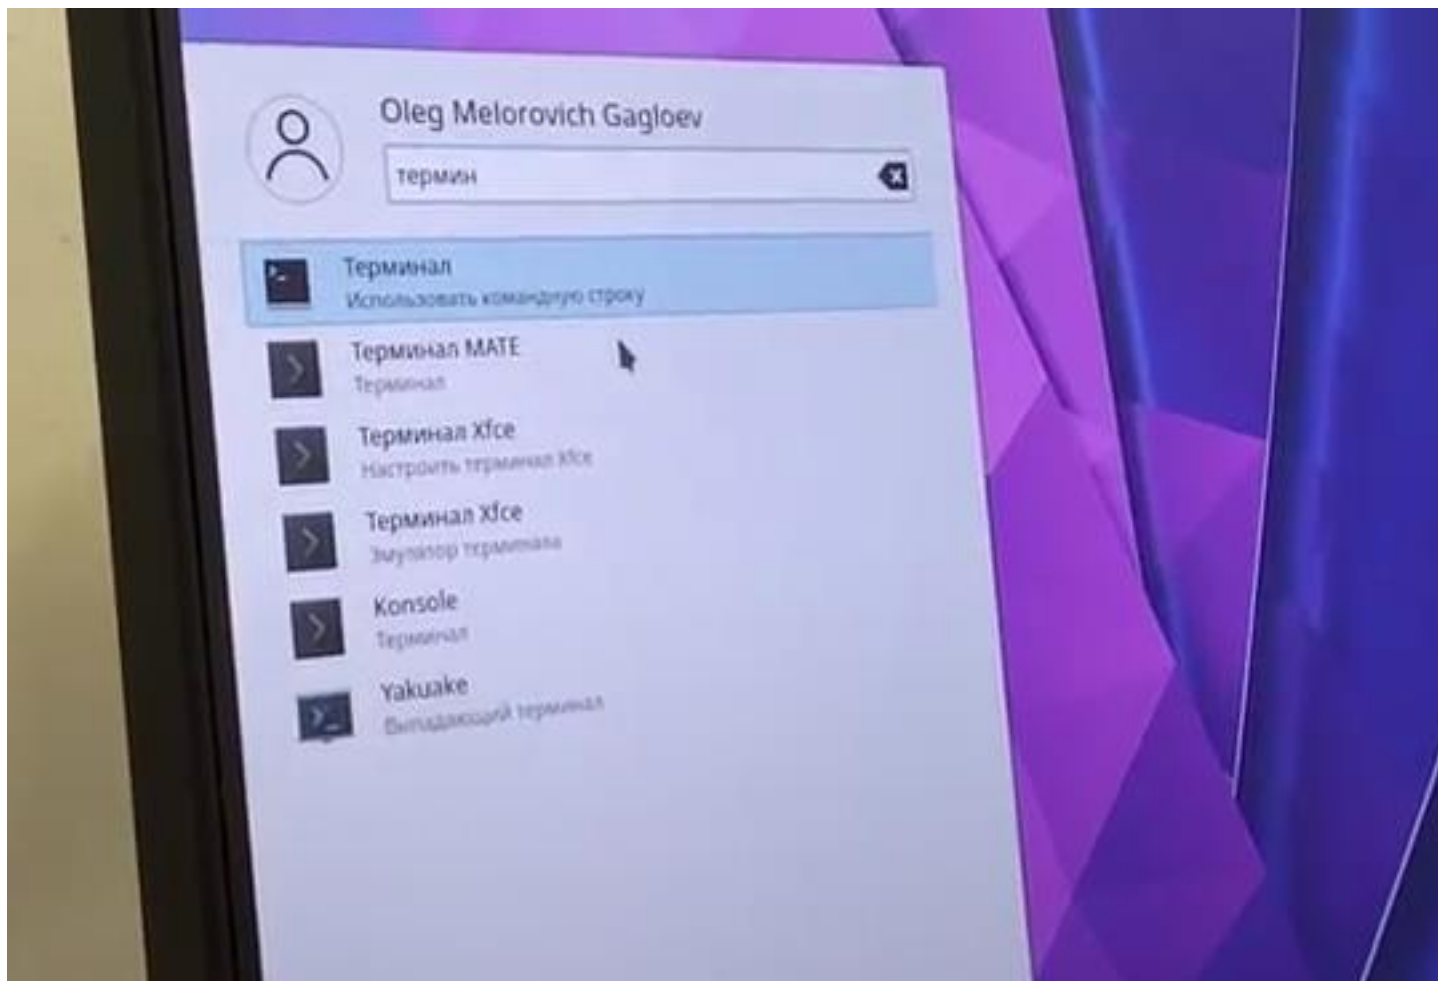 Oleg Melorovich Gagloev
термин
Терминал
Использовать командную строку
Терминал MATE
Терминал
Терминал Xfce
Настроить терминал Xfce
Терминал Xfce
Эмулятор терминала
Konsole
Терминал
Yakuake
Выпадающий терминал